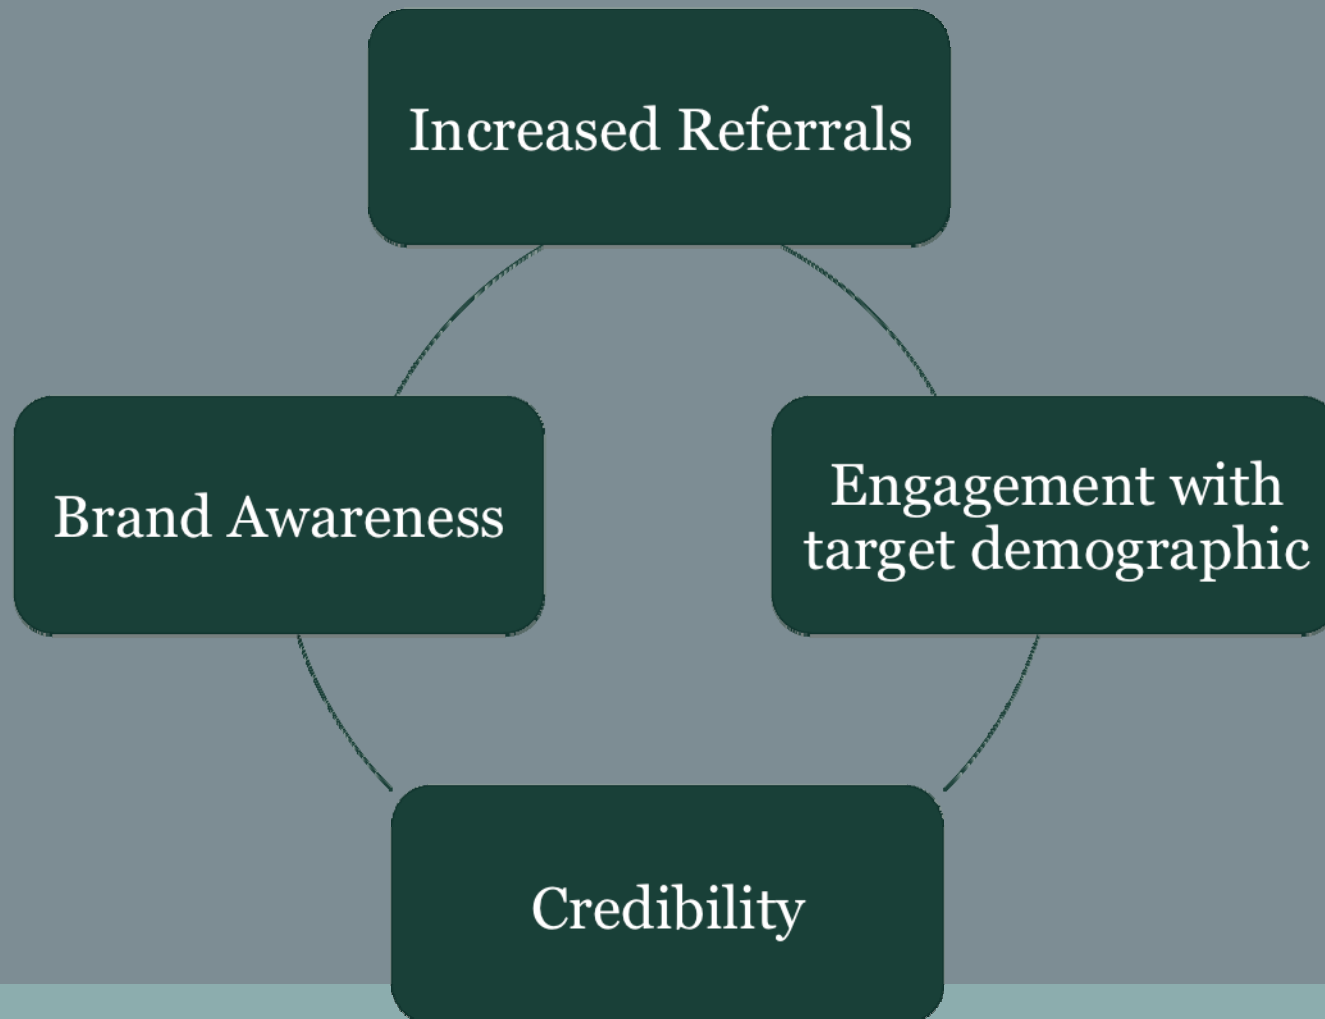 Increased Referrals
Brand Awareness
Engagement with
target demographic
Credibility